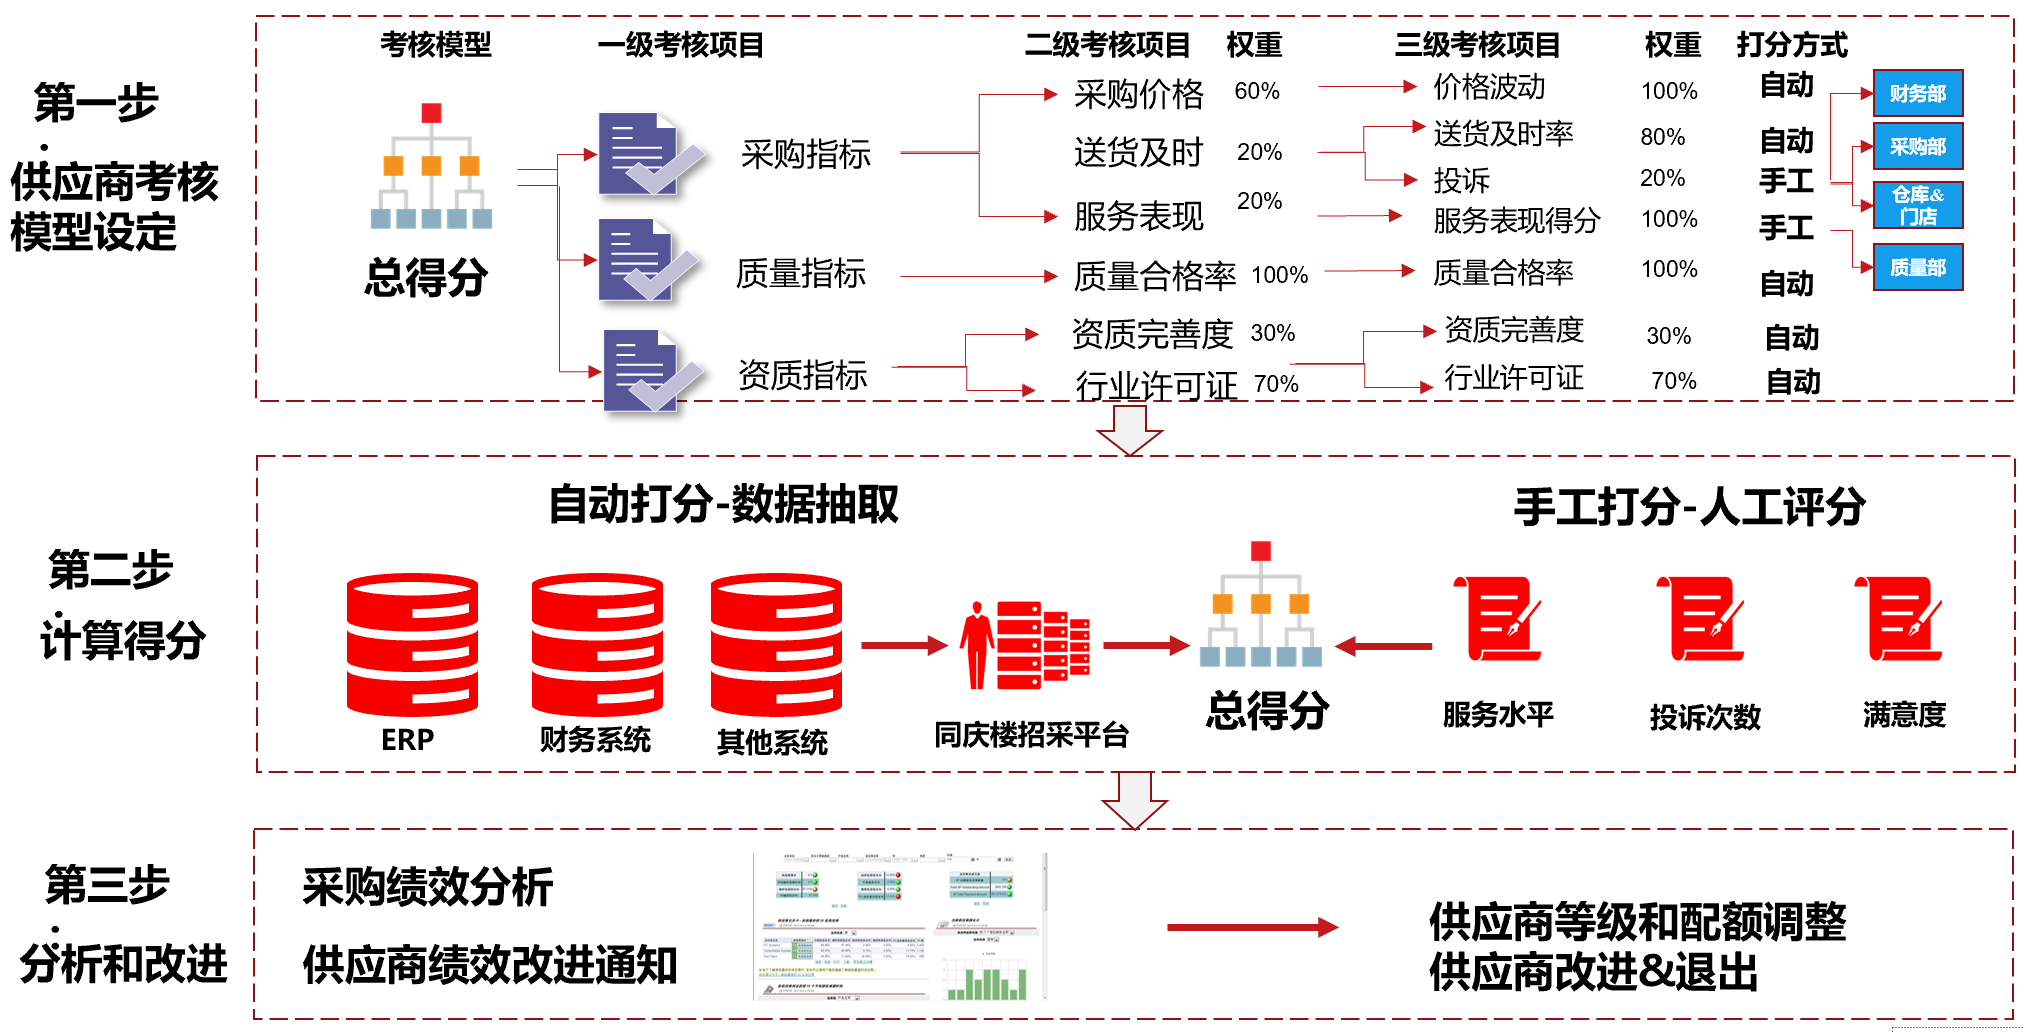 第一步
:
供应商考核
模型设定
考核模型 一级考核项目 二级考核项目 权重 三级考核项目 权重 打分方式
总得分
采购指标
质量指标
资质指标
采购价格 60% 价格波动 100% 自动
送货及时 20% 送货及时率 80% 自动
投诉 20% 手工
服务表现 20% 服务表现得分 100% 手工
质量合格率 100% 质量合格率 100% 自动
资质完善度 30% 资质完善度 30% 自动
行业许可证 70% 行业许可证 70% 自动
财务部
采购部
仓库&
门店
质量部
第二步
:
计算得分
自动打分-数据抽取
手工打分-人工评分
ERP 财务系统 其他系统 同庆楼招采平台 总得分 服务水平 投诉次数 满意度
第三步
:
分析和改进
采购绩效分析
供应商绩效改进通知
供应商等级和配额调整
供应商改进&退出